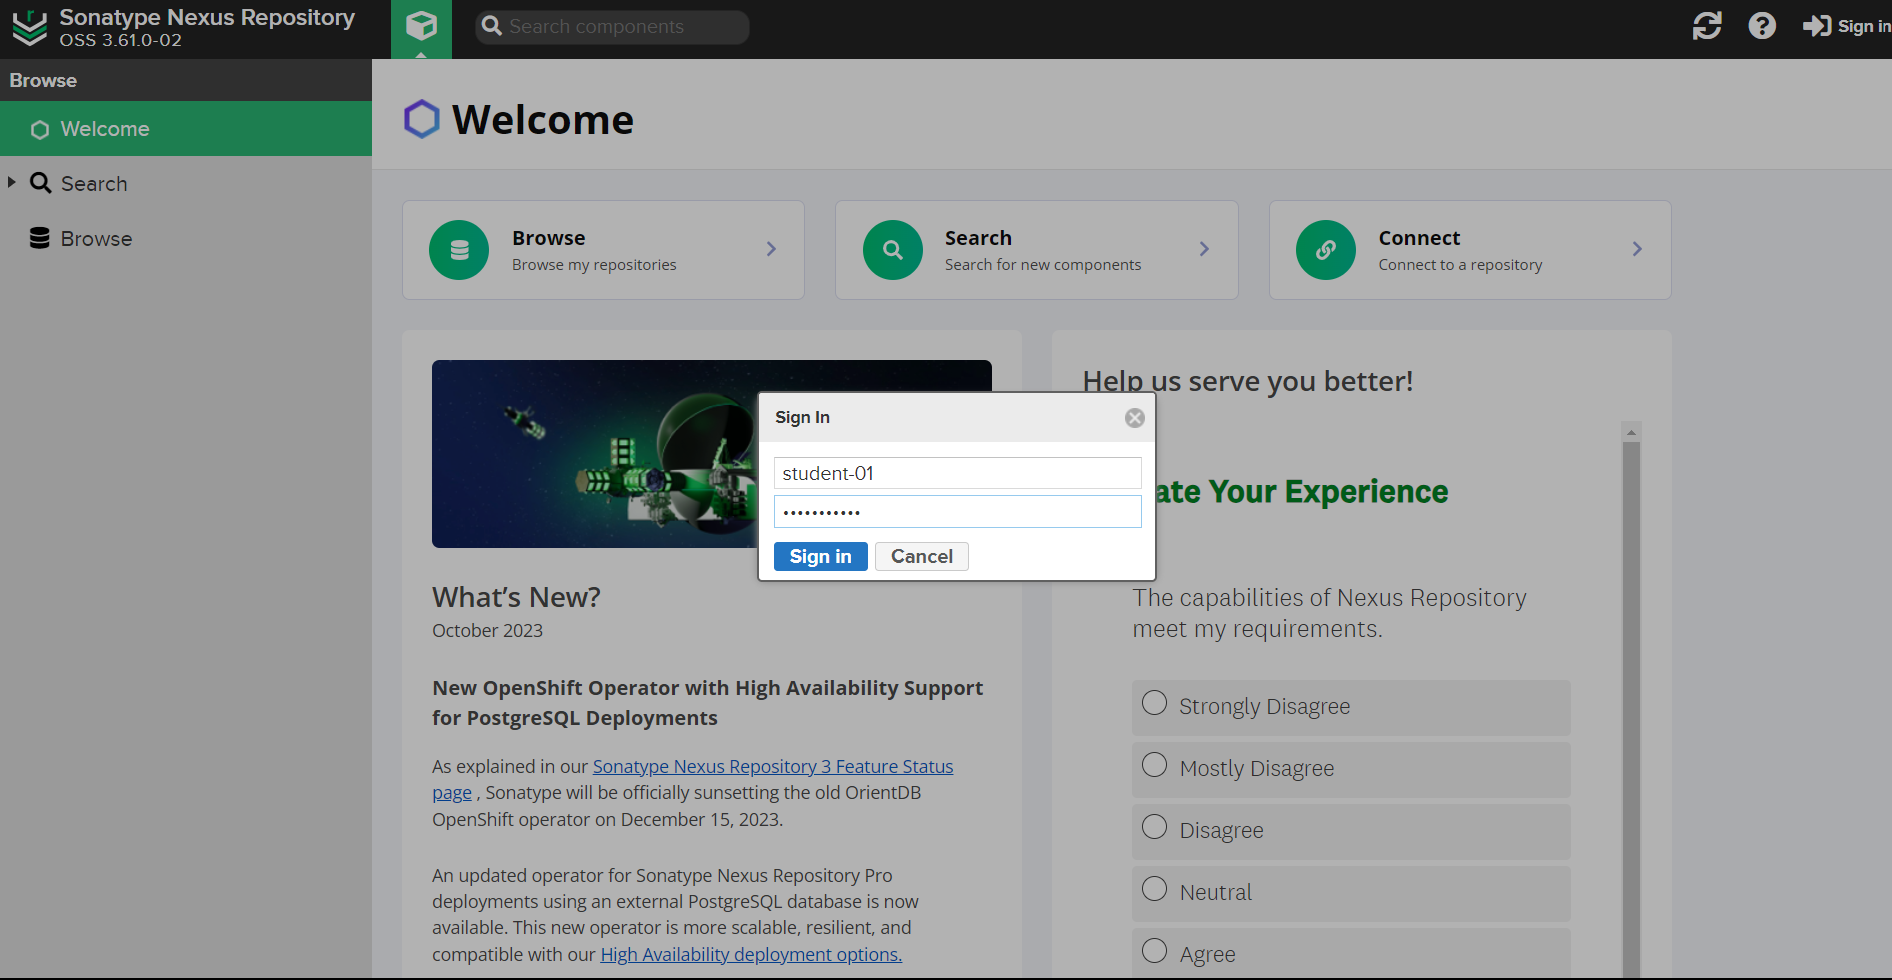 Sonatype Nexus Repository
OSS 3.61.0-02
Search components
Sign in
Browse
Welcome
Search
Browse
Welcome
Browse
Browse my repositories
Search
Search for new components
Connect
Connect to a repository
What's New?
October 2023
New OpenShift Operator with High Availability Support
for PostgreSQL Deployments
As explained in our Sonatype Nexus Repository 3 Feature Status
page , Sonatype will be officially sunsetting the old OrientDB
OpenShift operator on December 15, 2023.
An updated operator for Sonatype Nexus Repository Pro
deployments using an external PostgreSQL database is now
available. This new operator is more scalable, resilient, and
compatible with our High Availability deployment options.
Sign In
student-01
•••••••••••
Sign in
Cancel
Help us serve you better!
ate Your Experience
The capabilities of Nexus Repository
meet my requirements.
Strongly Disagree
Mostly Disagree
Disagree
Neutral
Agree